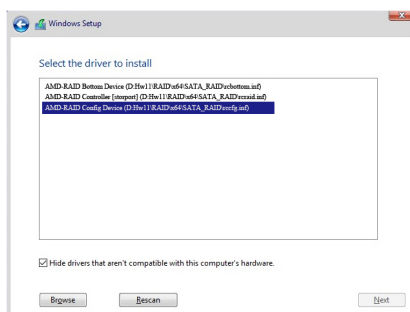 Windows Setup
Select the driver to install
AMD-RAID Bottom Device (D:\Hw11\RAID\x64\SATA_RAID\rcbottom.inf)
AMD-RAID Controller [storport] (D:\Hw11\RAID\x64\SATA_RAID\rcraid.inf)
AMD-RAID Config Device (D:\Hw11\RAID\x64\SATA_RAID\rccfg.inf)
Hide drivers that aren't compatible with this computer's hardware.
Browse
Rescan
Next